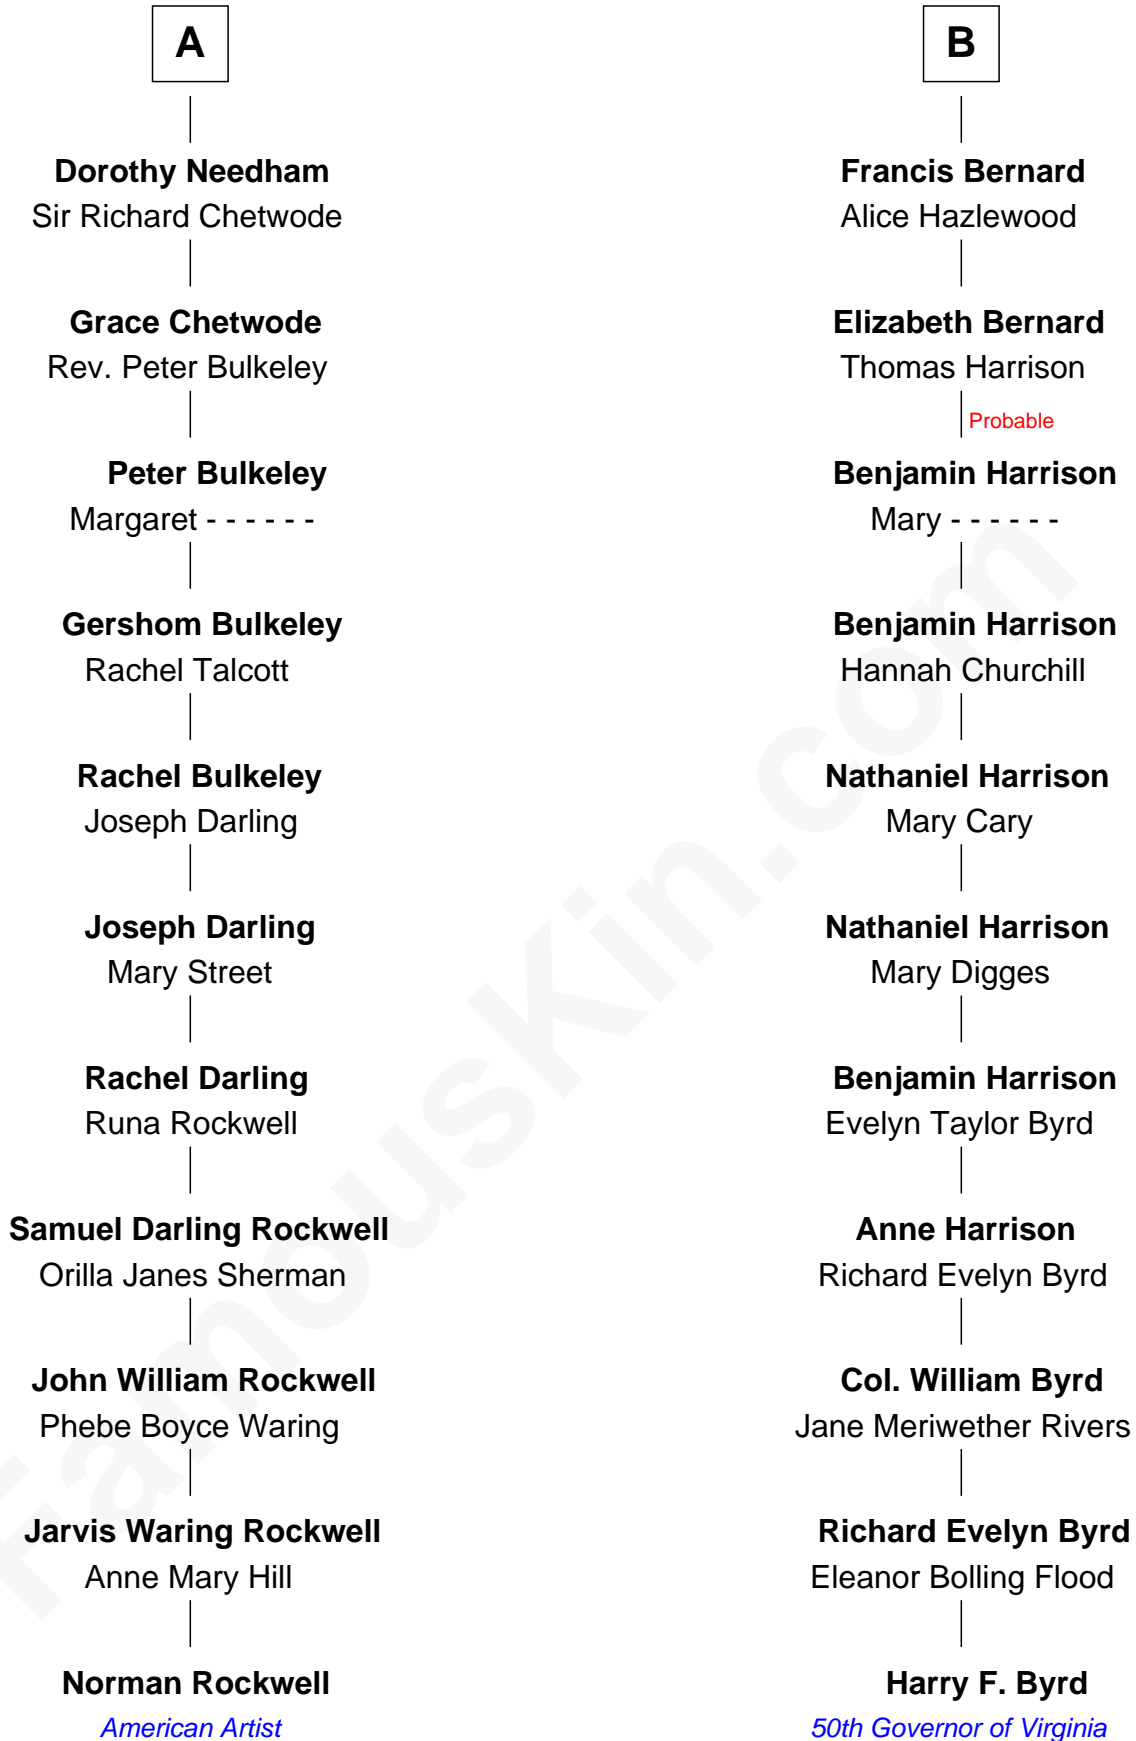 A
Dorothy Needham
Sir Richard Chetwode
Grace Chetwode
Rev. Peter Bulkeley
Peter Bulkeley
Margaret - - - - - -
Gershom Bulkeley
Rachel Talcott
Rachel Bulkeley
Joseph Darling
Joseph Darling
Mary Street
Rachel Darling
Runa Rockwell
Samuel Darling Rockwell
Orilla Janes Sherman
John William Rockwell
Phebe Boyce Waring
Jarvis Waring Rockwell
Anne Mary Hill
Norman Rockwell
American Artist
B
Francis Bernard
Alice Hazlewood
Elizabeth Bernard
Thomas Harrison
Probable
Benjamin Harrison
Mary - - - - - -
Benjamin Harrison
Hannah Churchill
Nathaniel Harrison
Mary Cary
Nathaniel Harrison
Mary Digges
Benjamin Harrison
Evelyn Taylor Byrd
Anne Harrison
Richard Evelyn Byrd
Col. William Byrd
Jane Meriwether Rivers
Richard Evelyn Byrd
Eleanor Bolling Flood
Harry F. Byrd
50th Governor of Virginia
FamousKin.com